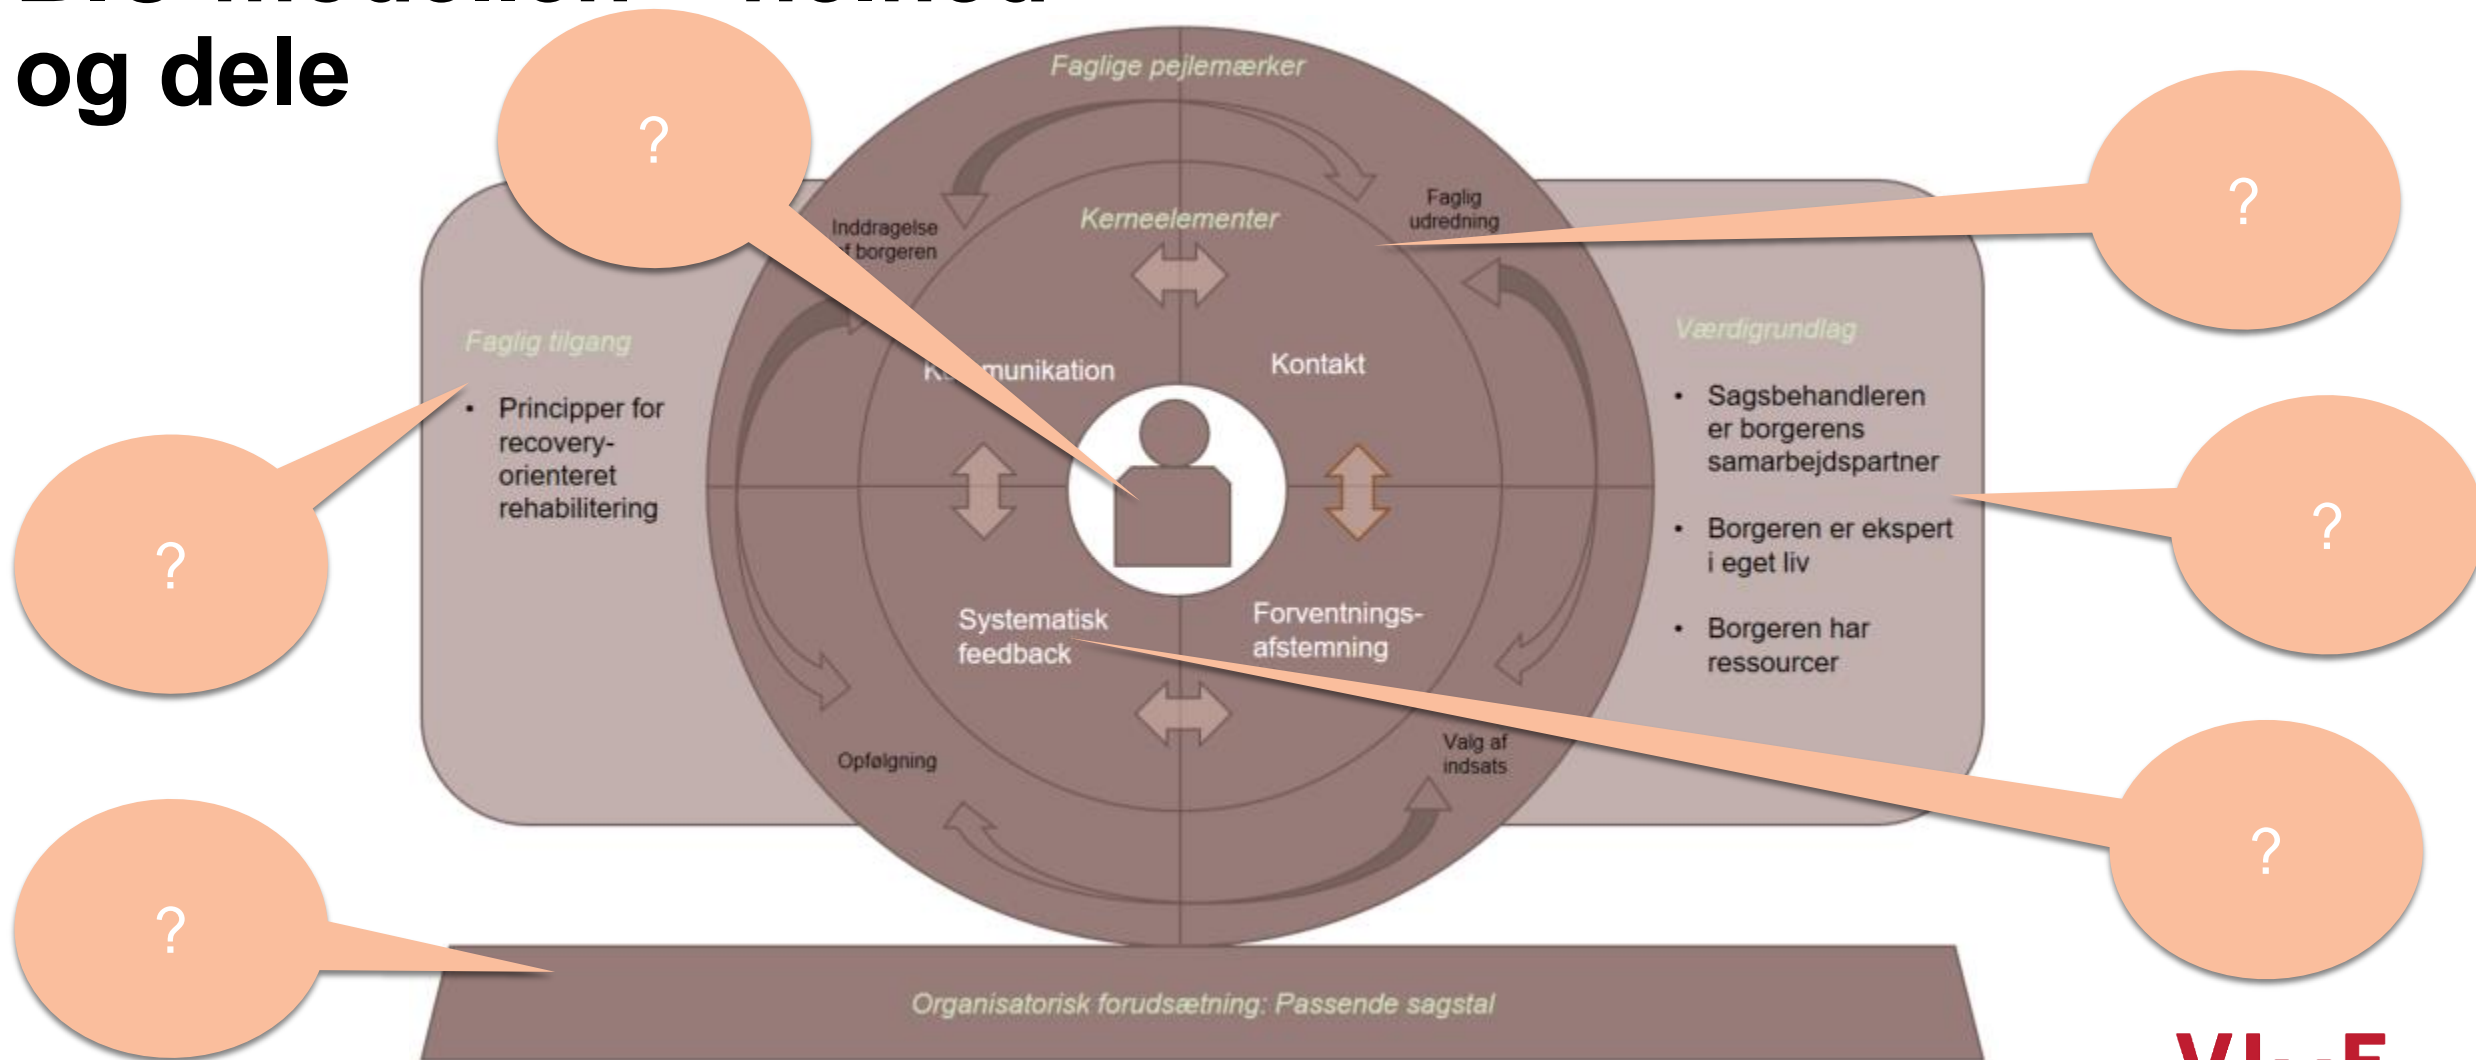 og dele
?
?
Faglige pejlemærker
Faglig
udredning
Inddragelse
af borgeren
Kerneelementer
Faglig tilgang
• Principper for
recovery-
orienteret
rehabilitering
Kommunikation
Kontakt
Værdigrundlag
• Sagsbehandleren
er borgerens
samarbejdspartner
• Borgeren er ekspert
i eget liv
• Borgeren har
ressourcer
?
?
Systematisk
feedback
Forventnings-
afstemning
Opfølgning
Valg af
indsats
?
?
Organisatorisk forudsætning: Passende sagstal